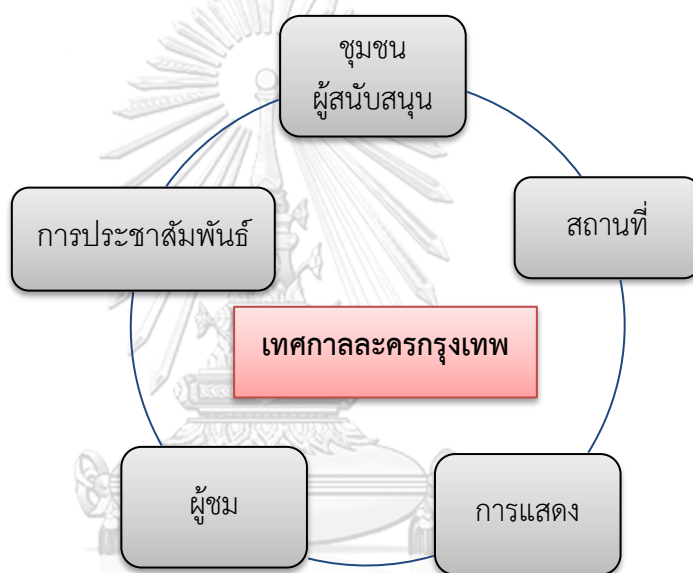 ชุมชน
ผู้สนับสนุน
สถานที่
การประชาสัมพันธ์
เทศกาลละครกรุงเทพ
ผู้ชม
การแสดง